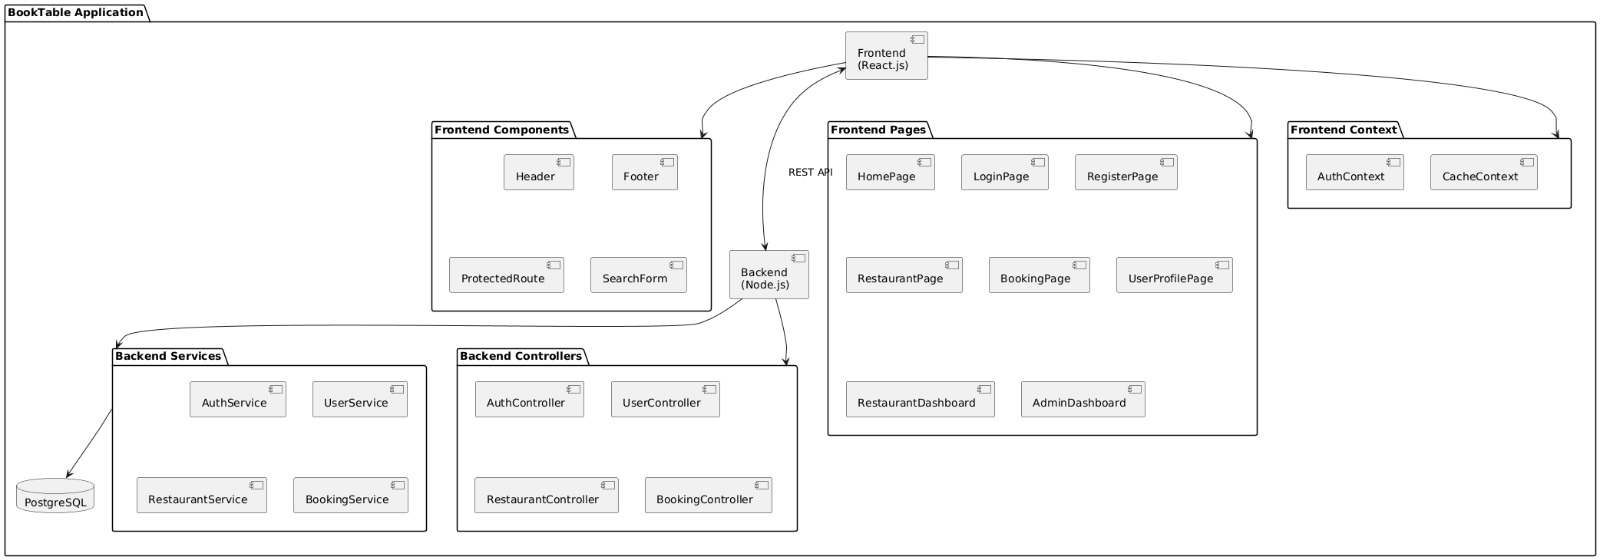 BookTable Application
Frontend
(React.js)
Frontend Components
Header
Footer
ProtectedRoute
SearchForm
REST API
Frontend Pages
HomePage
LoginPage
RegisterPage
RestaurantPage
BookingPage
UserProfilePage
RestaurantDashboard
AdminDashboard
Frontend Context
AuthContext
CacheContext
Backend
(Node.js)
Backend Services
AuthService
UserService
RestaurantService
BookingService
Backend Controllers
AuthController
UserController
RestaurantController
BookingController
PostgreSQL